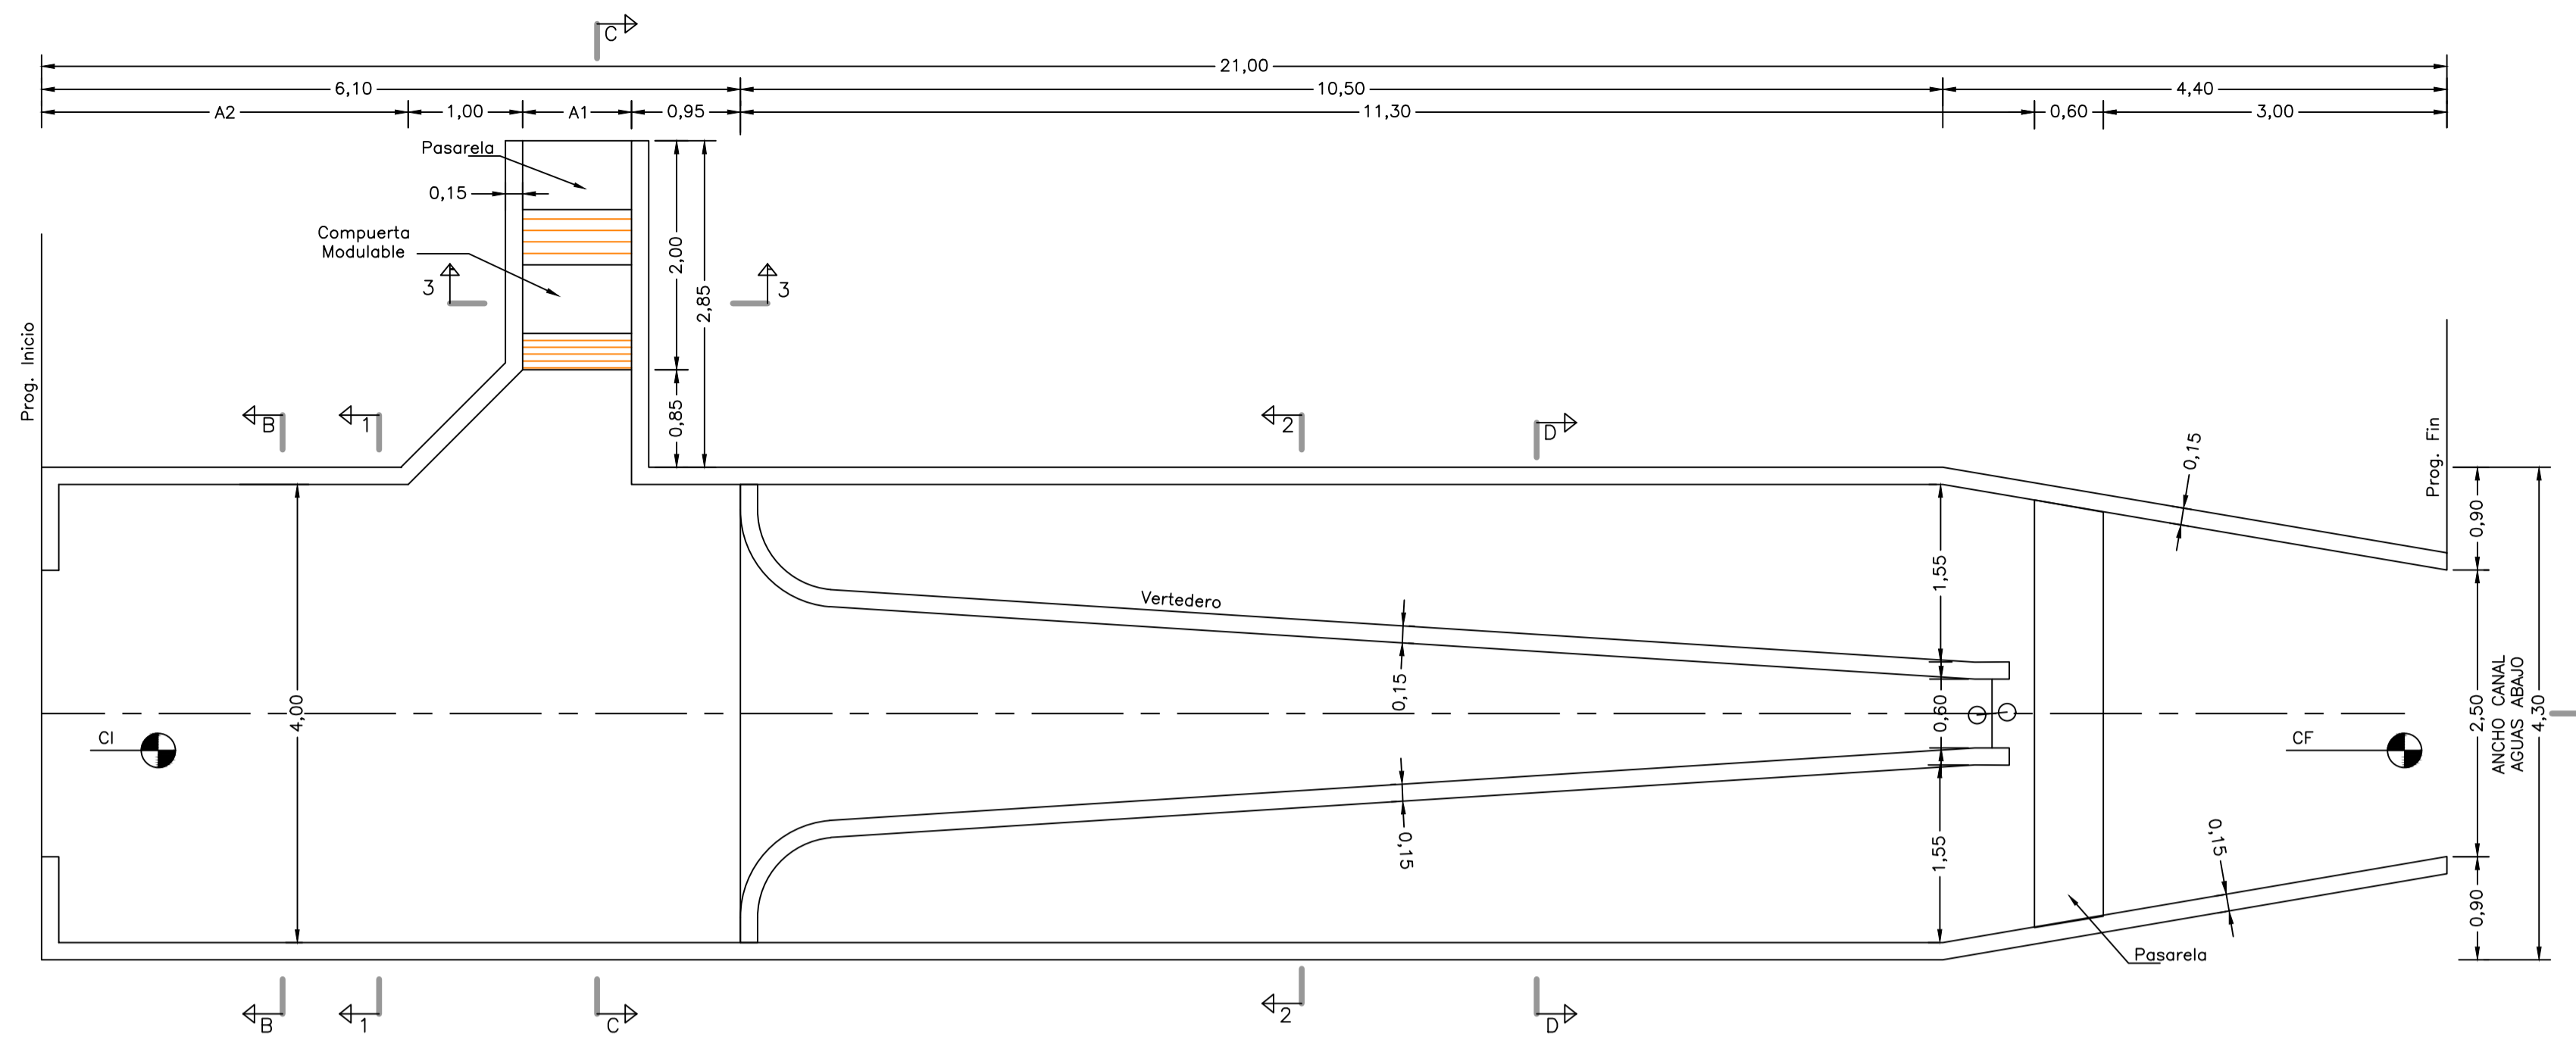 C
21,00
6,10
10,50
4,40
A2
1,00
A1
0,95
11,30
0,60
3,00
Pasarela
0,15
Compuerta
Modulable
2,00
2,85
3
3
0,85
Prog. Inicio
B
1
2
D
Prog. Fin
0,15
0,90
1,55
Vertedero
0,15
4,00
0,60
2,50
ANCHO CANAL
AGUAS ABAJO
4,30
CI
CF
0,15
1,55
0,15
0,90
Pasarela
B
1
C
2
D